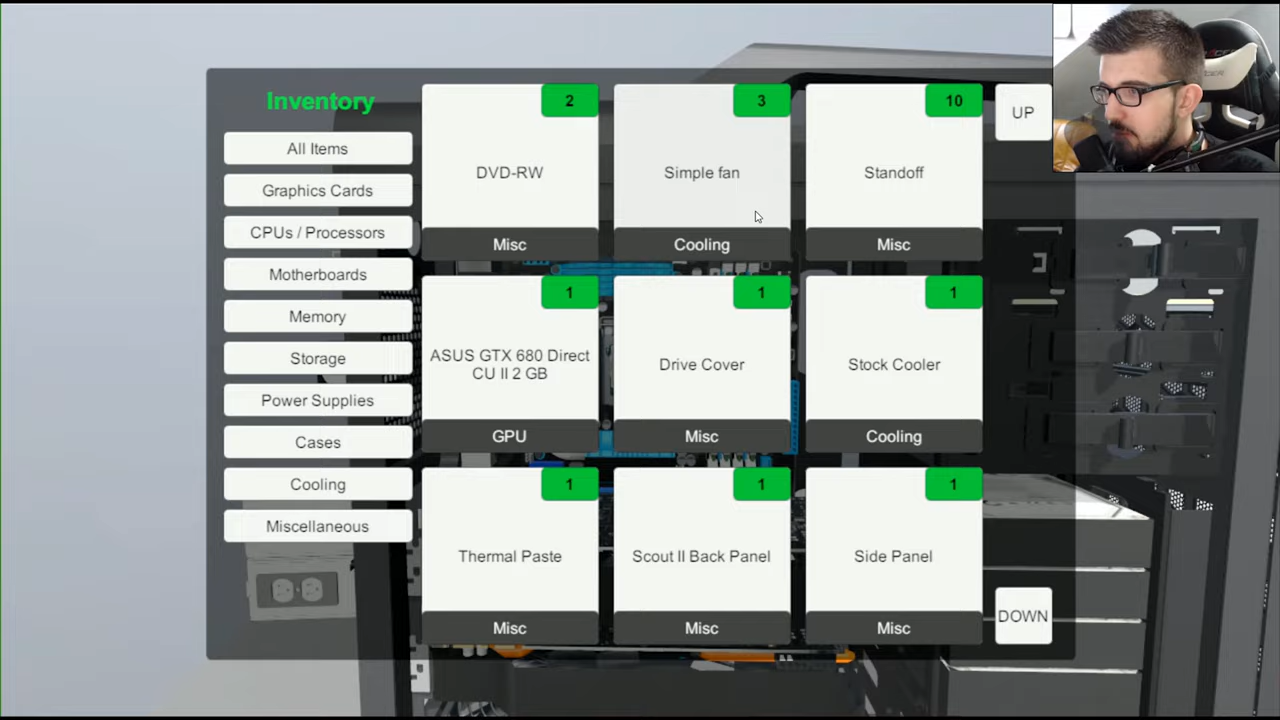 Inventory
All Items
Graphics Cards
CPUs / Processors
Motherboards
Memory
Storage
Power Supplies
Cases
Cooling
Miscellaneous
2
DVD-RW
Misc
3
Simple fan
Cooling
10
Standoff
Misc
1
ASUS GTX 680 Direct
CU II 2 GB
GPU
1
Drive Cover
Misc
1
Stock Cooler
Cooling
1
Thermal Paste
Misc
1
Scout II Back Panel
Misc
1
Side Panel
Misc
UP
DOWN